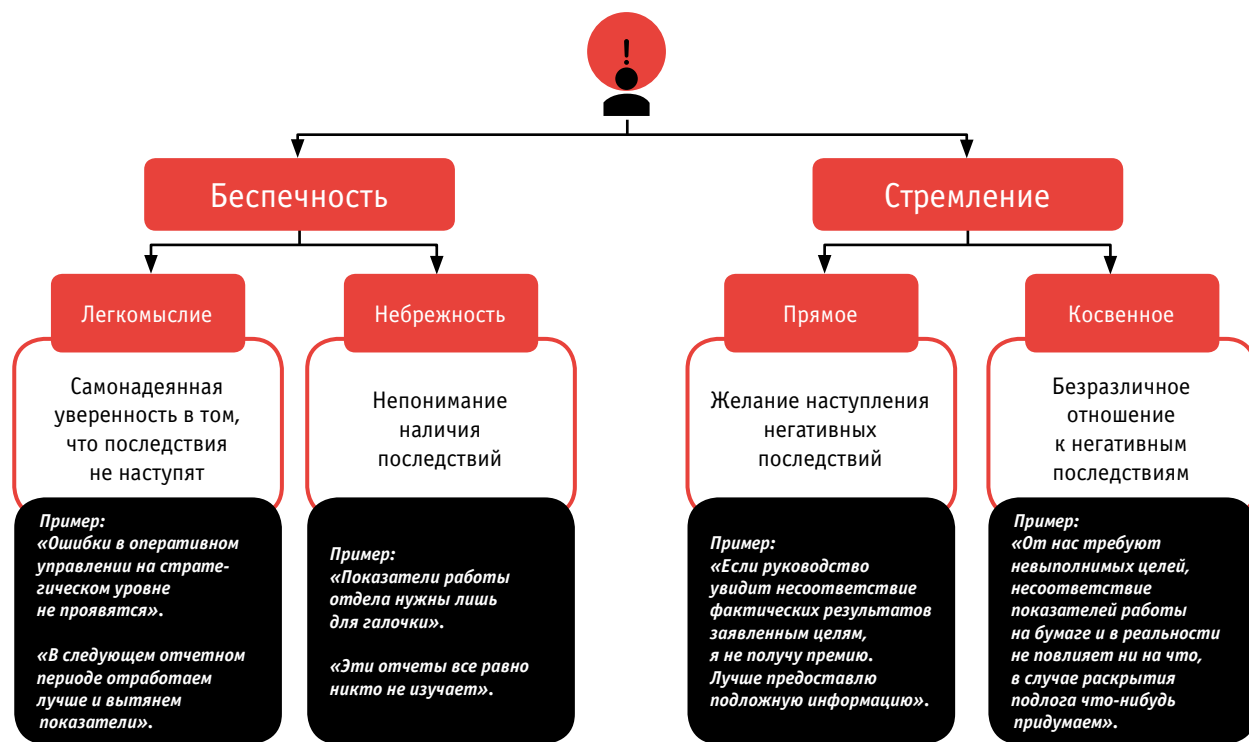 !
Беспечность
Стремление
Легкомыслие
Небрежность
Прямое
Косвенное
Самонадеянная
уверенность в том,
что последствия
не наступят
Непонимание
наличия
последствий
Желание наступления
негативных
последствий
Безразличное
отношение
к негативным
последствиям
Пример:
«Ошибки в оперативном
управлении на страте-
гическом уровне
не проявятся».
«В следующем отчетном
периоде отработаем
лучше и вытянем
показатели».
Пример:
«Показатели работы
отдела нужны лишь
для галочки».
«Эти отчеты все равно
никто не изучает».
Пример:
«Если руководство
увидит несоответствие
фактических результатов
заявленным целям,
я не получу премию.
Лучше предоставлю
подложную информацию».
Пример:
«От нас требуют
невыполнимых целей,
несоответствие
показателей работы
на бумаге и в реальности
не повлияет ни на что,
в случае раскрытия
подлога что-нибудь
придумаем».